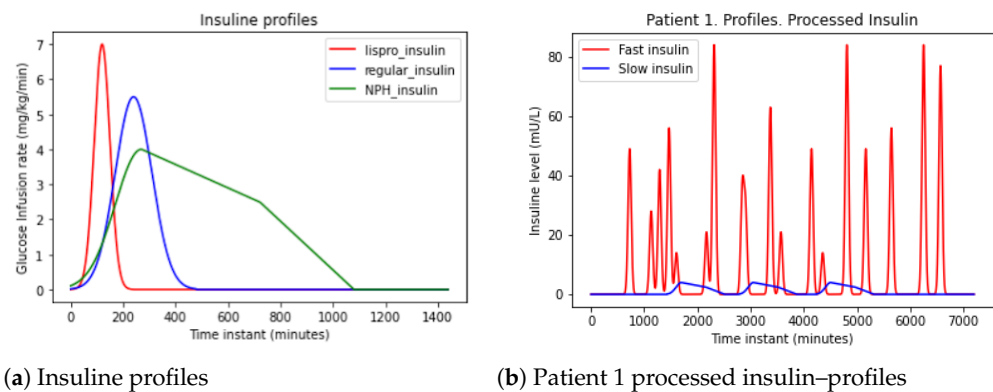 Insuline profiles
lispro_insulin
regular_insulin
NPH_insulin
Glucose Infusion rate (mg/kg/min)
7
6
5
4
3
2
1
0
0 200 400 600 800 1000 1200 1400
Time instant (minutes)
(a) Insuline profiles
Patient 1. Profiles. Processed Insulin
Fast insulin
Slow insulin
Insuline level (mU/L)
80
60
40
20
0
0 1000 2000 3000 4000 5000 6000 7000
Time instant (minutes)
(b) Patient 1 processed insulin–profiles